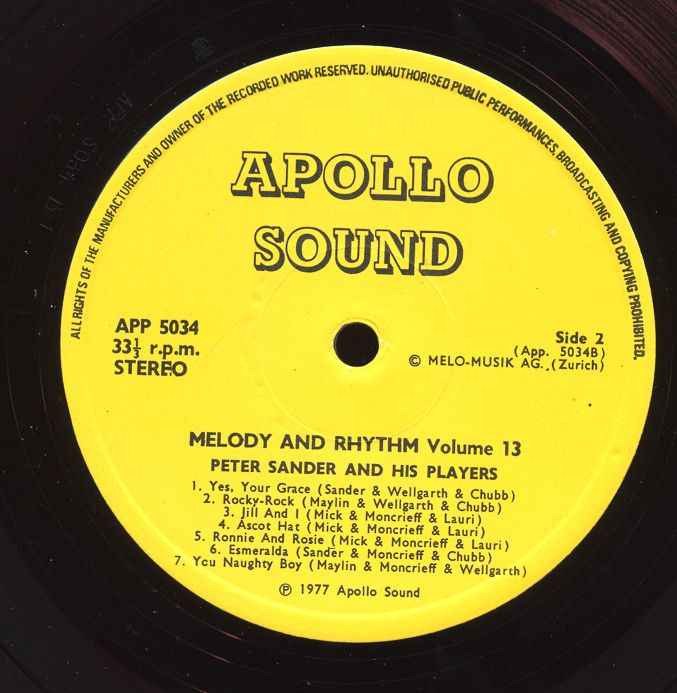 ALL RIGHTS OF THE MANUFACTURERS AND OWNER OF THE RECORDED WORK RESERVED. UNAUTHORISED PUBLIC PERFORMANCES, BROADCASTING AND COPYING PROHIBITED.
APOLLO
SOUND
APP 5034
33⅓ r.p.m.
STEREO
Side 2
(App. 5034B)
© MELO-MUSIK AG. (Zurich)
MELODY AND RHYTHM Volume 13
PETER SANDER AND HIS PLAYERS
1. Yes, Your Grace (Sander & Wellgarth & Chubb)
2. Rocky-Rock (Maylin & Wellgarth & Chubb)
3. Jill And I (Mick & Moncrieff & Lauri)
4. Ascot Hat (Mick & Moncrieff & Lauri)
5. Ronnie And Rosie (Mick & Moncrieff & Lauri)
6. Esmeralda (Sander & Moncrieff & Chubb)
7. You Naughty Boy (Maylin & Moncrieff & Wellgarth)
℗ 1977 Apollo Sound